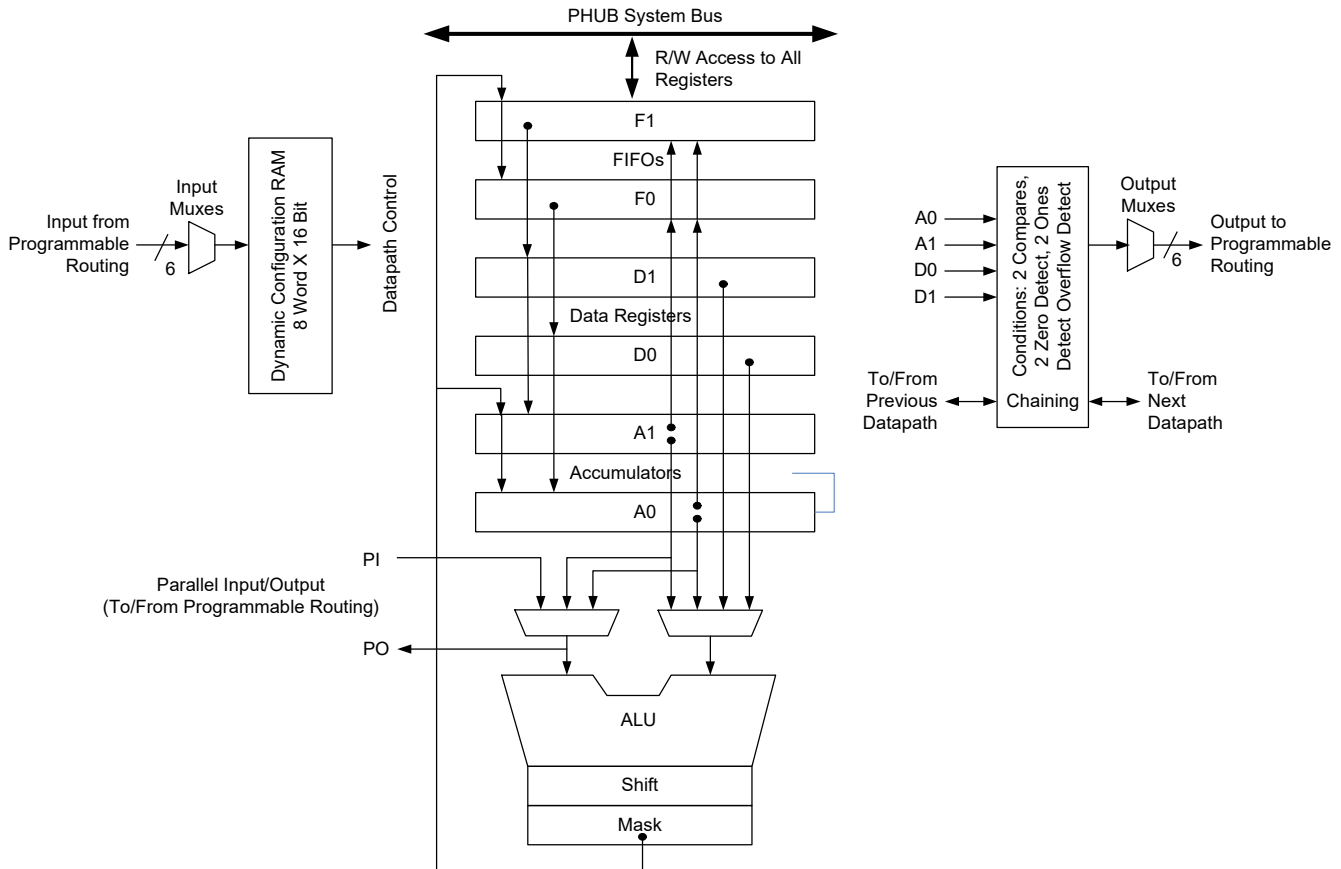 PHUB System Bus
R/W Access to All
Registers
F1
FIFOs
F0
D1
Data Registers
D0
A1
Accumulators
A0
Input from
Programmable
Routing
6
Input
Muxes
Dynamic Configuration RAM
8 Word X 16 Bit
Datapath Control
A0
A1
D0
D1
Conditions: 2 Compares,
2 Zero Detect, 2 Ones
Detect Overflow Detect
Output
Muxes
6
Output to
Programmable
Routing
To/From
Previous
Datapath
Chaining
To/From
Next
Datapath
PI
Parallel Input/Output
(To/From Programmable Routing)
PO
ALU
Shift
Mask